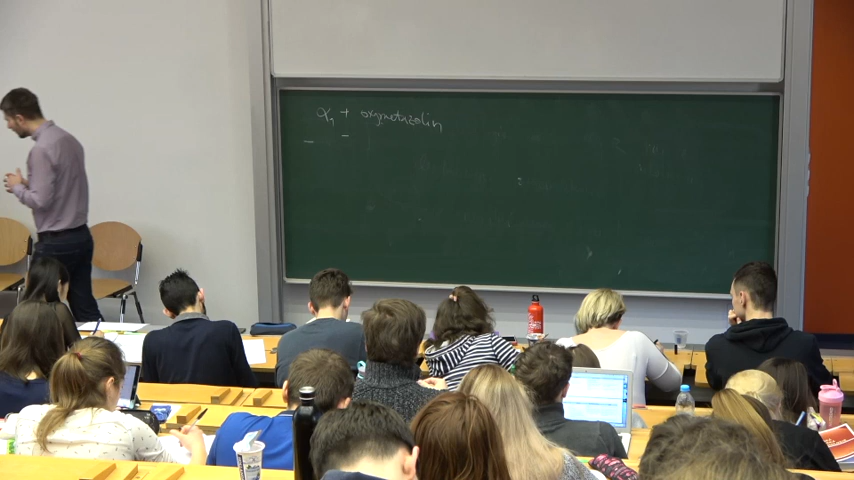 α₁ + oxymetazolin
– –